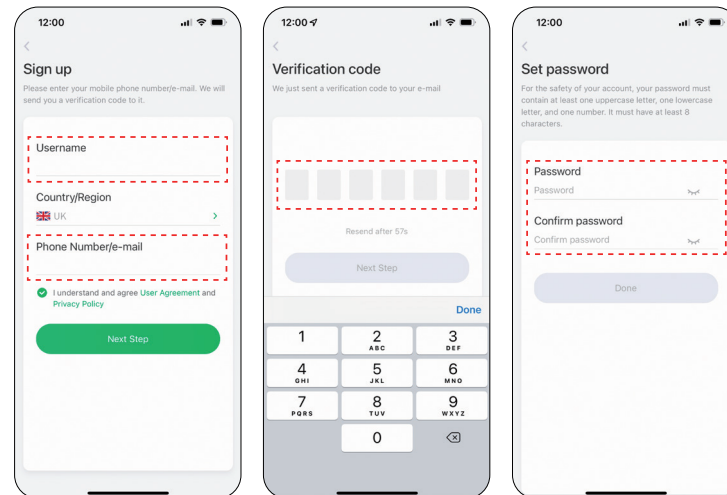 12:00
Sign up
Please enter your mobile phone number/e-mail. We will
send you a verification code to it.
Username
Country/Region
UK
Phone Number/e-mail
I understand and agree User Agreement and
Privacy Policy
Next Step
12:00
Verification code
We just sent a verification code to your e-mail
Resend after 57s
Next Step
Done
1
2
ABC
3
DEF
4
GHI
5
JKL
6
MNO
7
PQRS
8
TUV
9
WXYZ
0
12:00
Set password
For the safety of your account, your password must
contain at least one uppercase letter, one lowercase
letter, and one number. It must have at least 8
characters.
Password
Password
Confirm password
Confirm password
Done